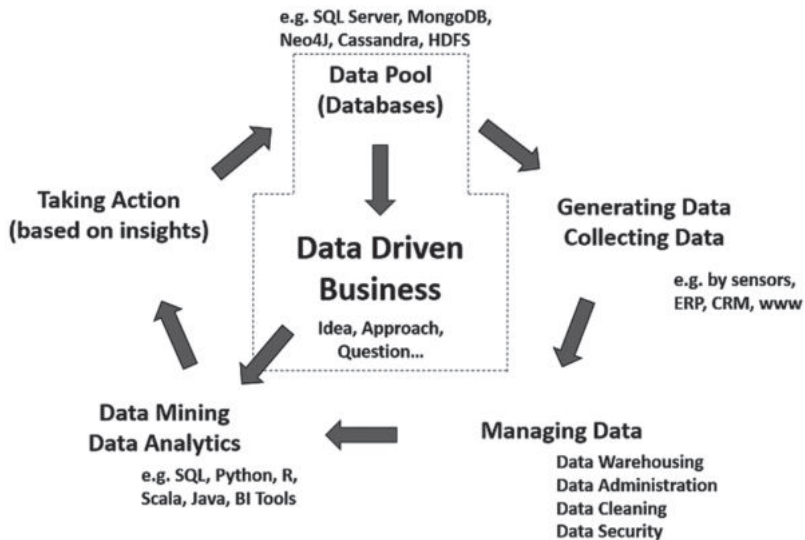 e.g. SQL Server, MongoDB,
Neo4J, Cassandra, HDFS
Data Pool
(Databases)
Generating Data
Collecting Data
e.g. by sensors,
ERP, CRM, www
Managing Data
Data Warehousing
Data Administration
Data Cleaning
Data Security
Data Mining
Data Analytics
e.g. SQL, Python, R,
Scala, Java, BI Tools
Taking Action
(based on insights)
Data Driven
Business
Idea, Approach,
Question...